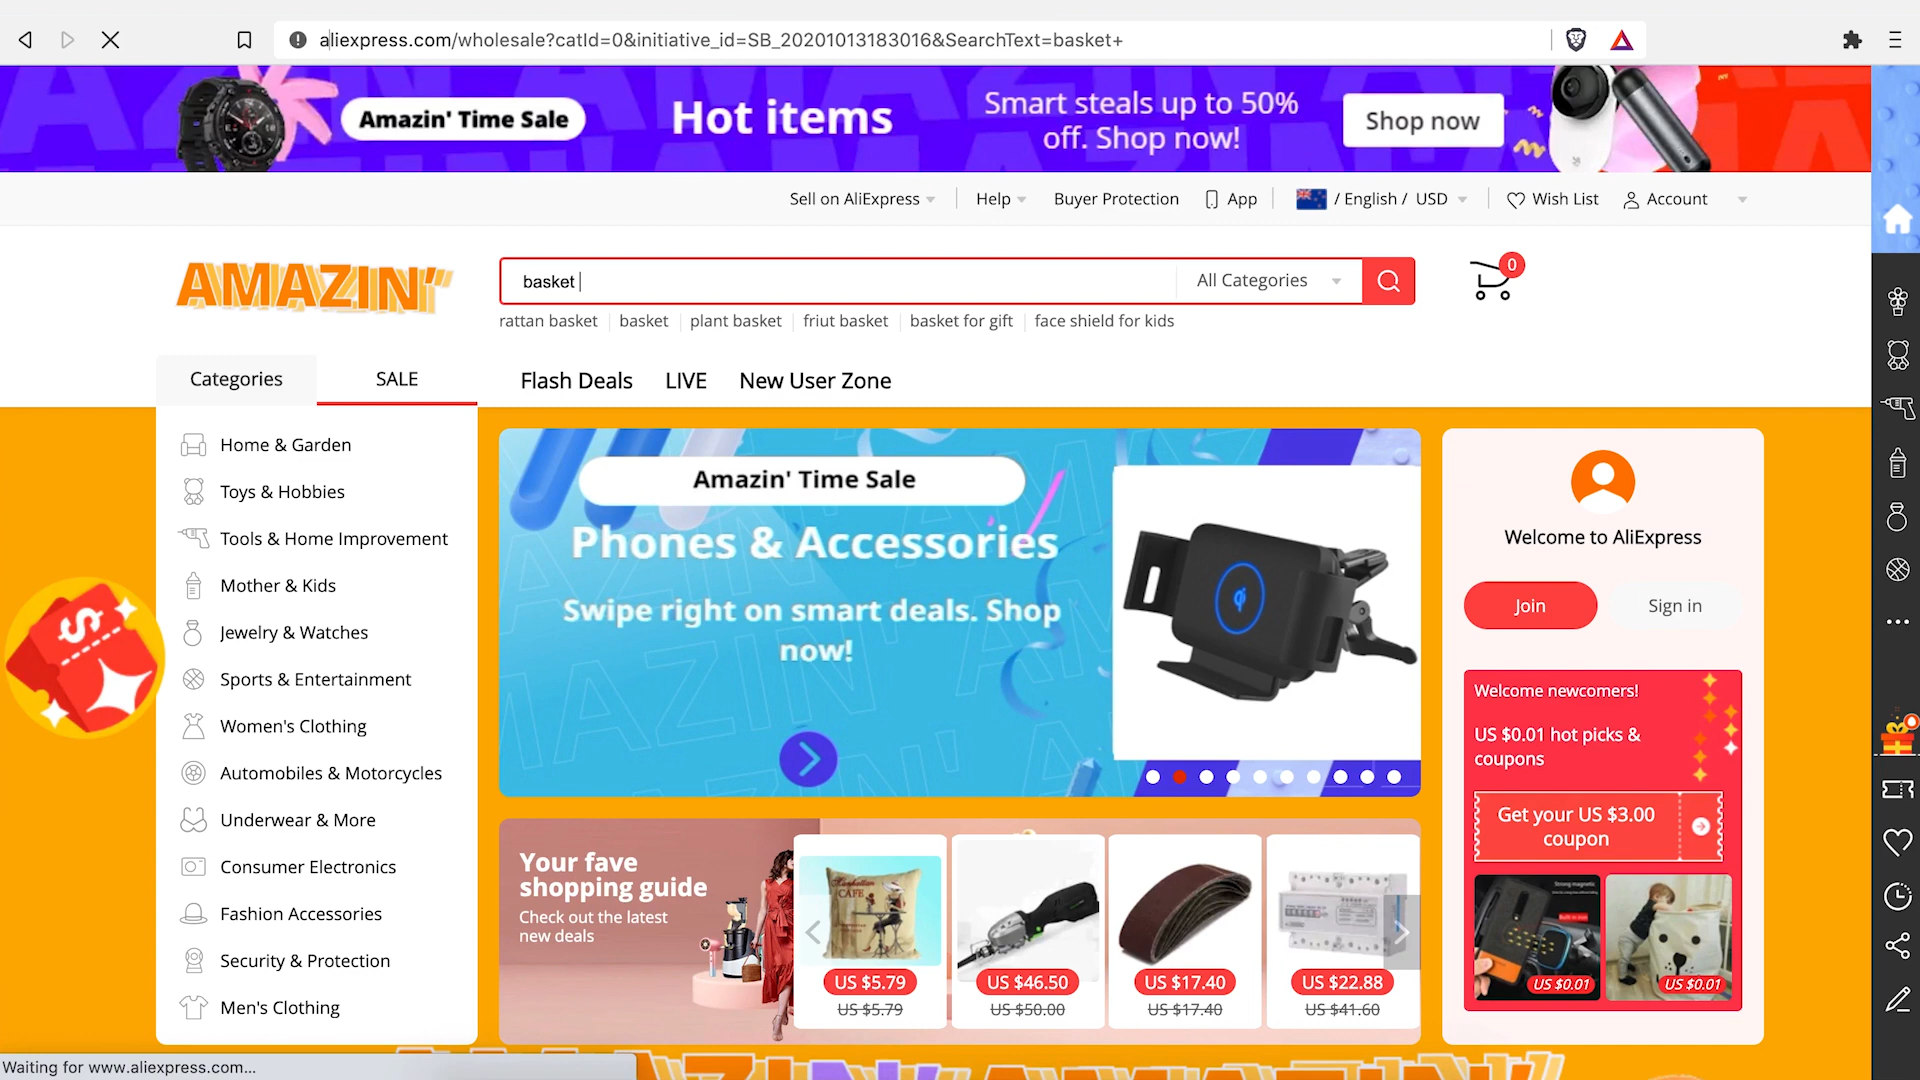 aliexpress.com/wholesale?catId=0&initiative_id=SB_20201013183016&SearchText=basket+
Amazin' Time Sale
Hot items
Smart steals up to 50%
off. Shop now!
Shop now
Sell on AliExpress
Help
Buyer Protection
App
/ English / USD
Wish List
Account
AMAZIN'
basket
All Categories
0
rattan basket
basket
plant basket
friut basket
basket for gift
face shield for kids
Categories
SALE
Flash Deals
LIVE
New User Zone
Home & Garden
Toys & Hobbies
Tools & Home Improvement
Mother & Kids
Jewelry & Watches
Sports & Entertainment
Women's Clothing
Automobiles & Motorcycles
Underwear & More
Consumer Electronics
Fashion Accessories
Security & Protection
Men's Clothing
Amazin' Time Sale
Phones & Accessories
Swipe right on smart deals. Shop
now!
Welcome to AliExpress
Join
Sign in
Welcome newcomers!
US $0.01 hot picks &
coupons
Get your US $3.00
coupon
Strong magnetic
US $0.01
US $0.01
Your fave
shopping guide
Check out the latest
new deals
Manhattan
CAFE
US $5.79
US $5.79
US $46.50
US $50.00
US $17.40
US $17.40
US $22.88
US $41.60
Waiting for www.aliexpress.com...